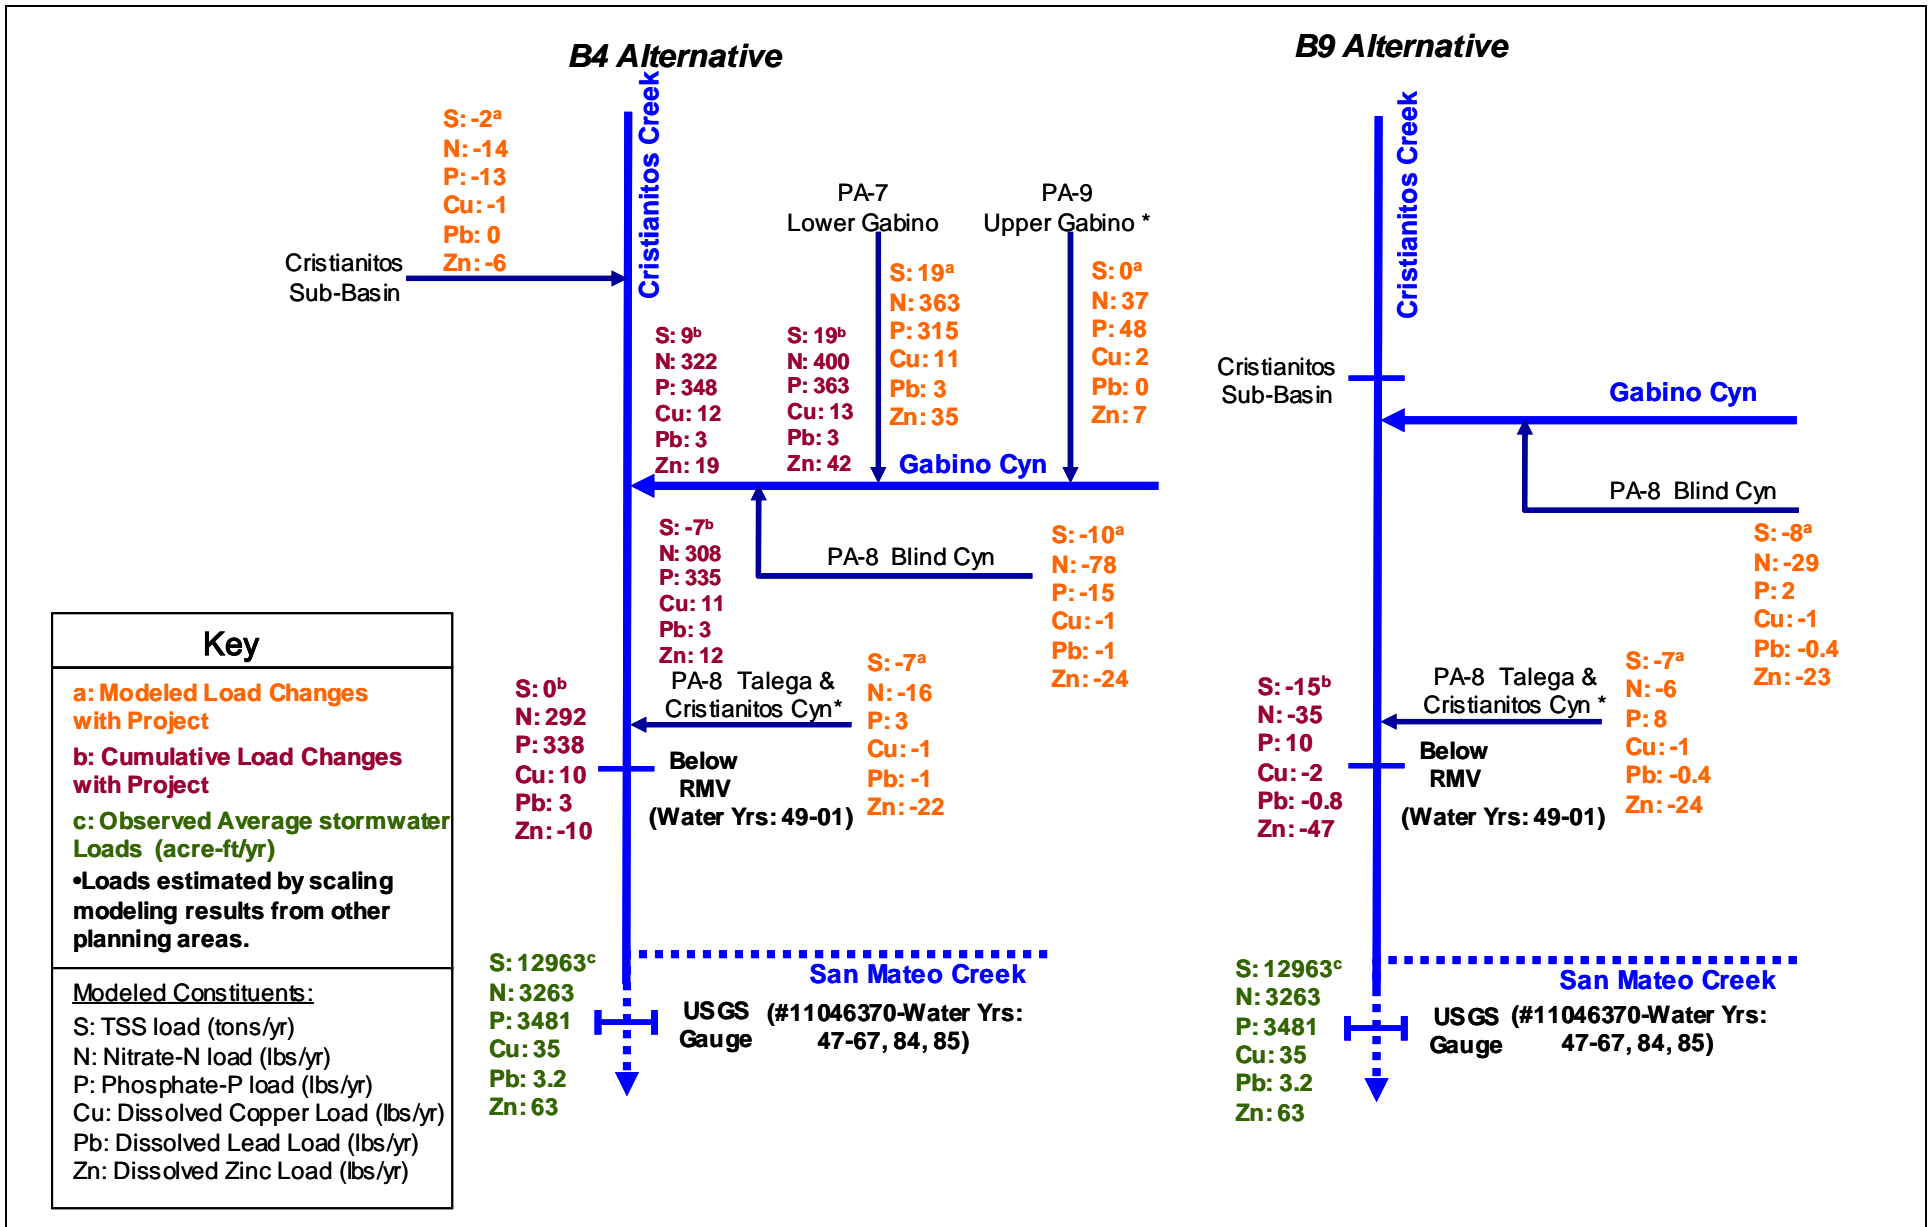 B4 Alternative
Cristianitos Creek
S: -2a
N: -14
P: -13
Cu: -1
Pb: 0
Zn: -6
Cristianitos
Sub-Basin
PA-7
Lower Gabino
PA-9
Upper Gabino *
S: 19a
N: 363
P: 315
Cu: 11
Pb: 3
Zn: 35
S: 0a
N: 37
P: 48
Cu: 2
Pb: 0
Zn: 7
S: 9b
N: 322
P: 348
Cu: 12
Pb: 3
Zn: 19
S: 19b
N: 400
P: 363
Cu: 13
Pb: 3
Zn: 42
Gabino Cyn
S: -7b
N: 308
P: 335
Cu: 11
Pb: 3
Zn: 12
PA-8 Blind Cyn
S: -10a
N: -78
P: -15
Cu: -1
Pb: -1
Zn: -24
PA-8 Talega &
Cristianitos Cyn*
S: -7a
N: -16
P: 3
Cu: -1
Pb: -1
Zn: -22
S: 0b
N: 292
P: 338
Cu: 10
Pb: 3
Zn: -10
Below
RMV
(Water Yrs: 49-01)
San Mateo Creek
S: 12963c
N: 3263
P: 3481
Cu: 35
Pb: 3.2
Zn: 63
USGS
Gauge
(#11046370-Water Yrs:
47-67, 84, 85)
B9 Alternative
Cristianitos Creek
Cristianitos
Sub-Basin
Gabino Cyn
PA-8 Blind Cyn
S: -8a
N: -29
P: 2
Cu: -1
Pb: -0.4
Zn: -23
PA-8 Talega &
Cristianitos Cyn *
S: -7a
N: -6
P: 8
Cu: -1
Pb: -0.4
Zn: -24
S: -15b
N: -35
P: 10
Cu: -2
Pb: -0.8
Zn: -47
Below
RMV
(Water Yrs: 49-01)
San Mateo Creek
S: 12963c
N: 3263
P: 3481
Cu: 35
Pb: 3.2
Zn: 63
USGS
Gauge
(#11046370-Water Yrs:
47-67, 84, 85)
Key
a: Modeled Load Changes
with Project
b: Cumulative Load Changes
with Project
c: Observed Average stormwater
Loads (acre-ft/yr)
•Loads estimated by scaling
modeling results from other
planning areas.
Modeled Constituents:
S: TSS load (tons/yr)
N: Nitrate-N load (lbs/yr)
P: Phosphate-P load (lbs/yr)
Cu: Dissolved Copper Load (lbs/yr)
Pb: Dissolved Lead Load (lbs/yr)
Zn: Dissolved Zinc Load (lbs/yr)